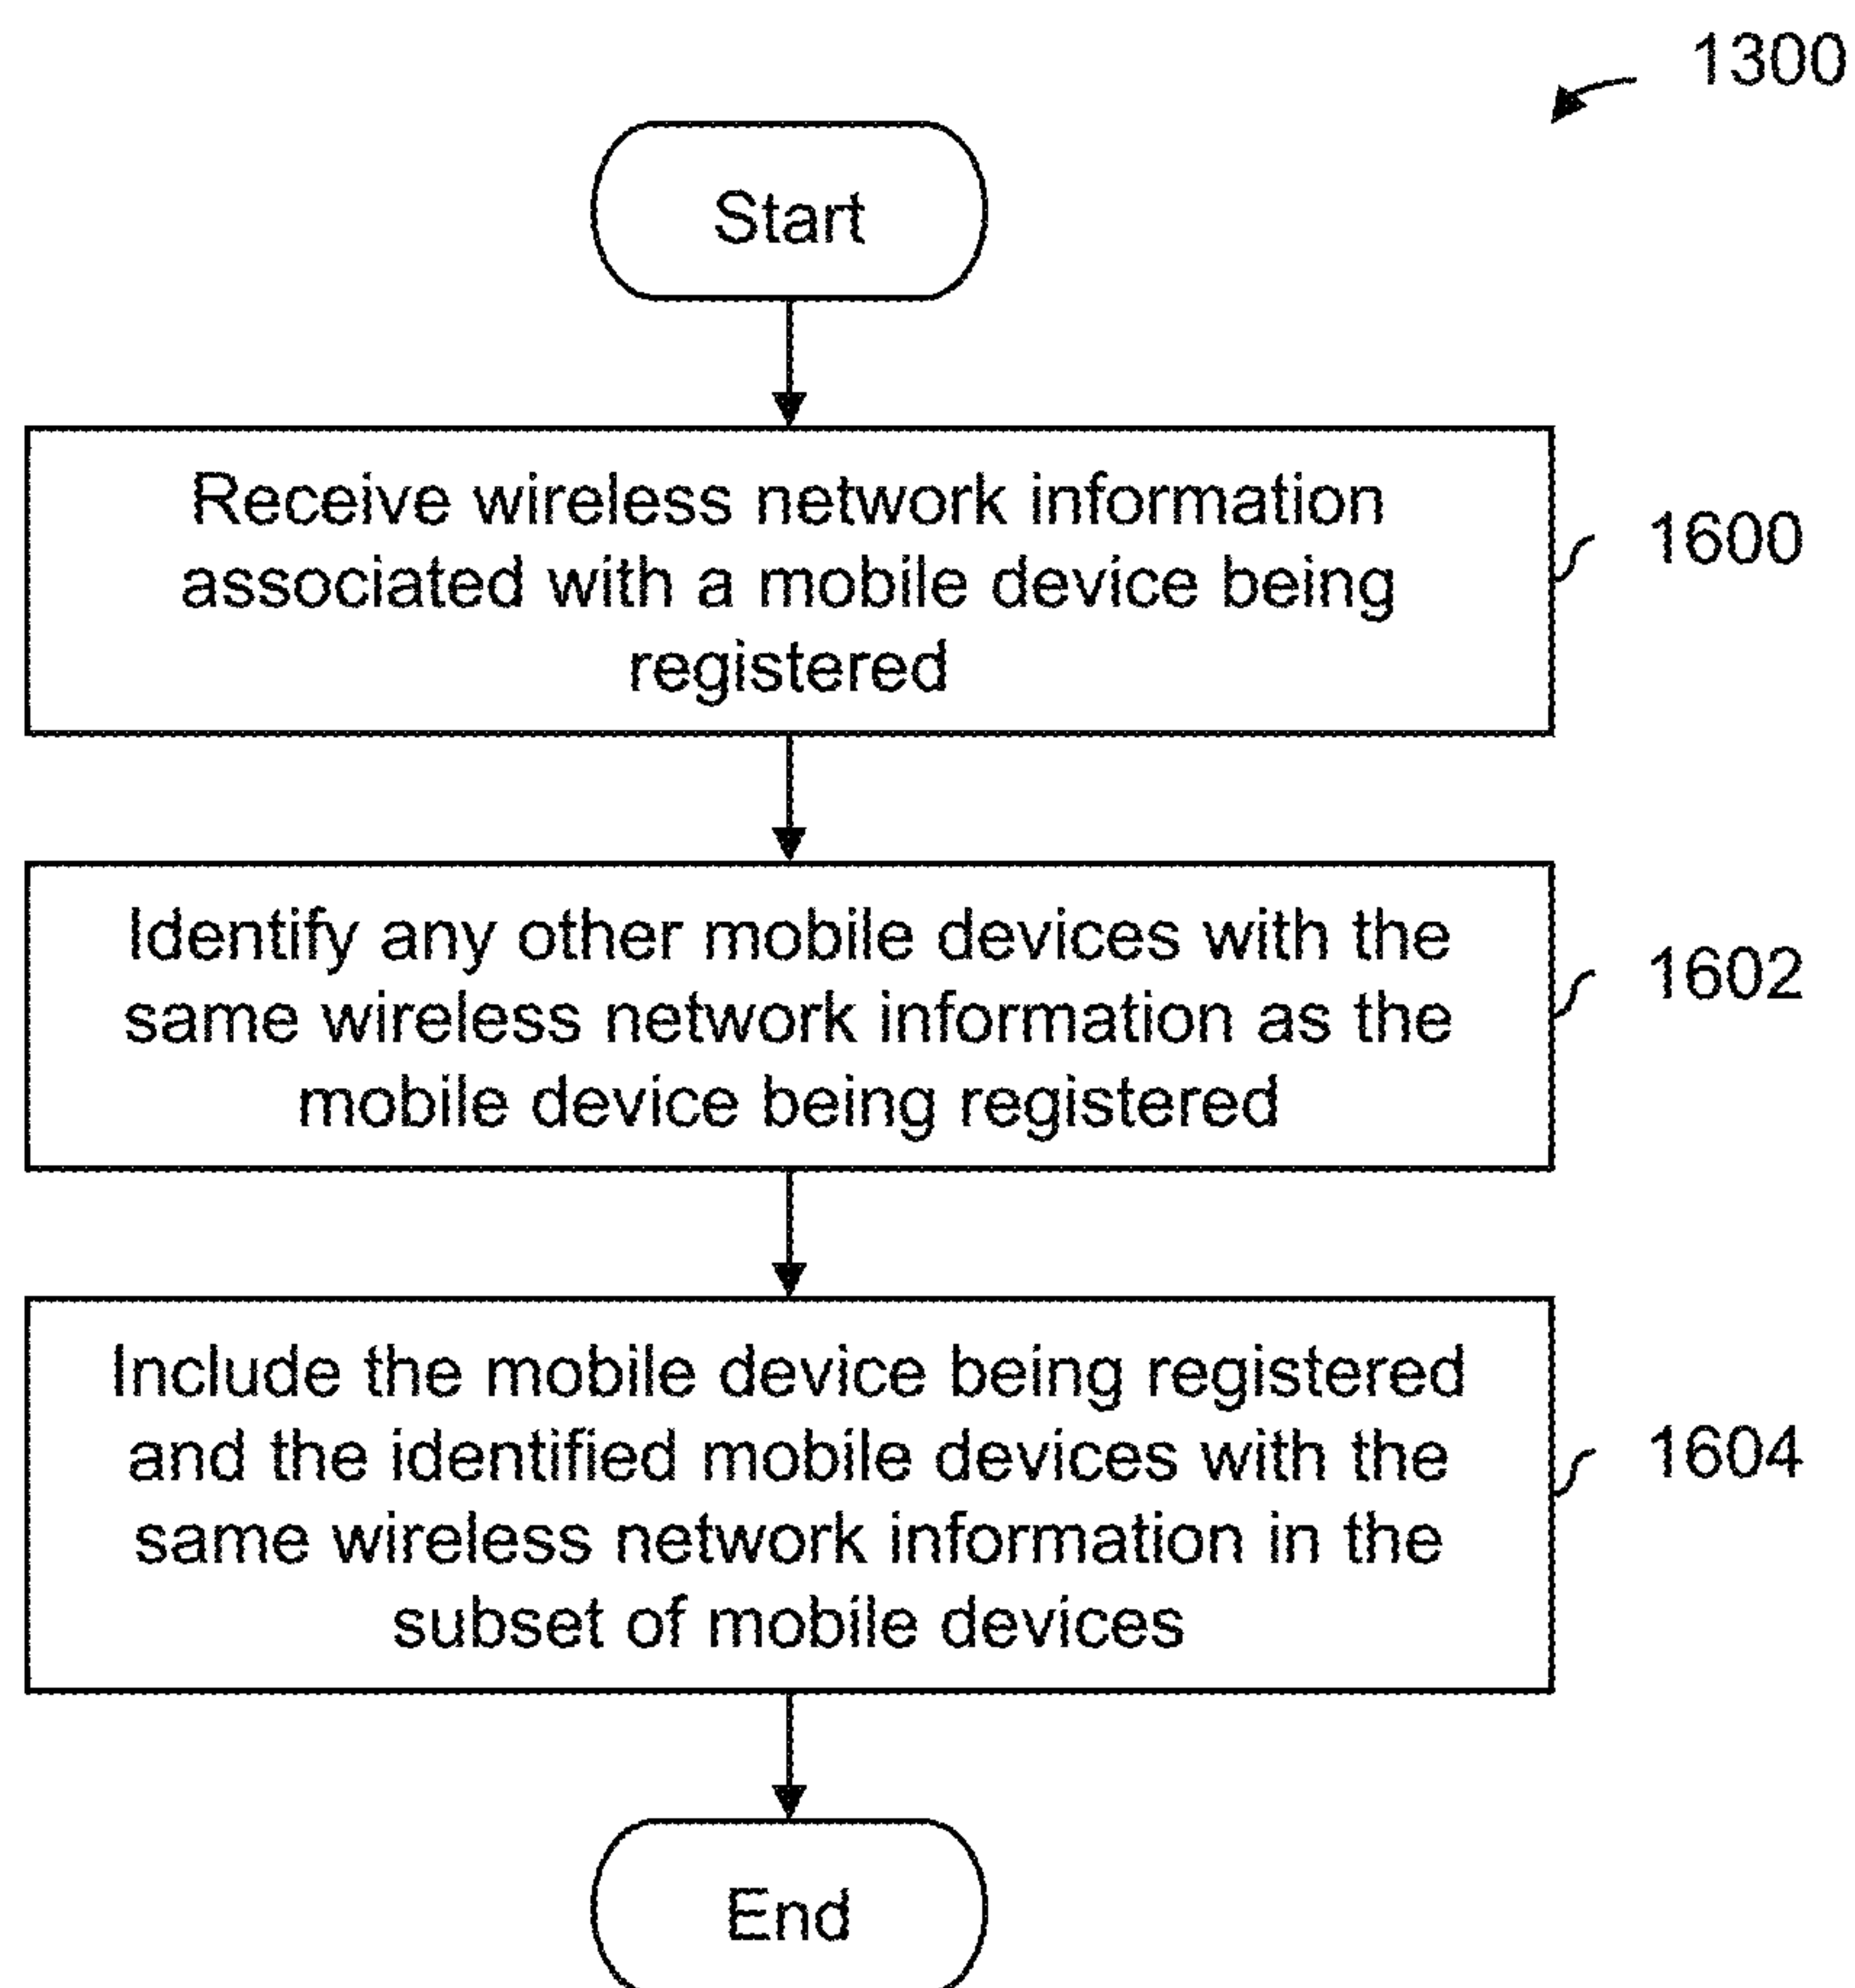 1300
Start
Receive wireless network information
associated with a mobile device being
registered
1600
Identify any other mobile devices with the
same wireless network information as the
mobile device being registered
1602
Include the mobile device being registered
and the identified mobile devices with the
same wireless network information in the
subset of mobile devices
1604
End